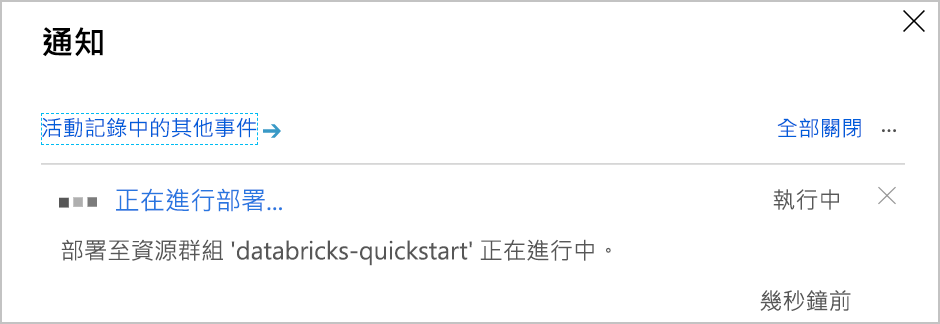 通知
活動記錄中的其他事件 全部關閉 ...
正在進行部署... 執行中
部署至資源群組 'databricks-quickstart' 正在進行中。
幾秒鐘前